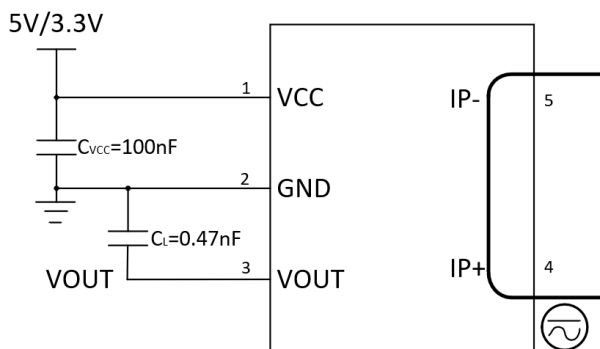 5V/3.3V
1
VCC
IP-
5
CVCC=100nF
2
GND
CL=0.47nF
IP+
4
VOUT
3
VOUT